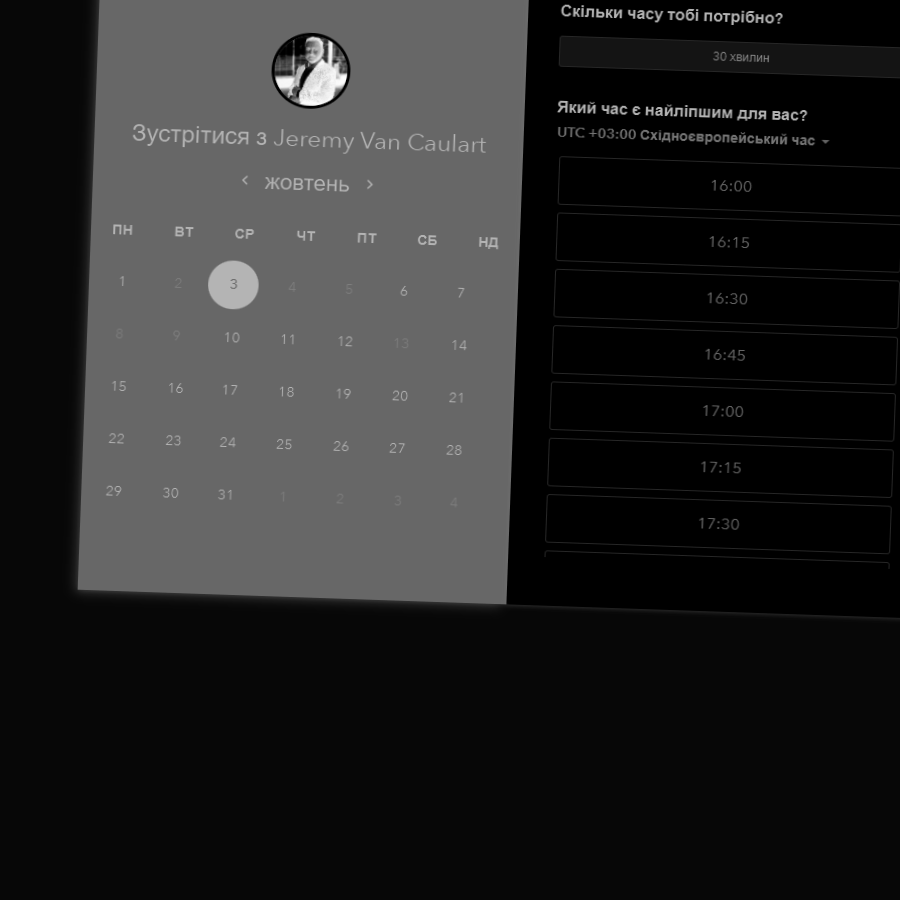 Зустрітися з Jeremy Van Caulart
жовтень
ПН ВТ СР ЧТ ПТ СБ НД
1 2 3 4 5 6 7
8 9 10 11 12 13 14
15 16 17 18 19 20 21
22 23 24 25 26 27 28
29 30 31 1 2 3 4
Скільки часу тобі потрібно?
30 хвилин
Який час є найліпшим для вас?
UTC +03:00 Східноєвропейський час
16:00
16:15
16:30
16:45
17:00
17:15
17:30